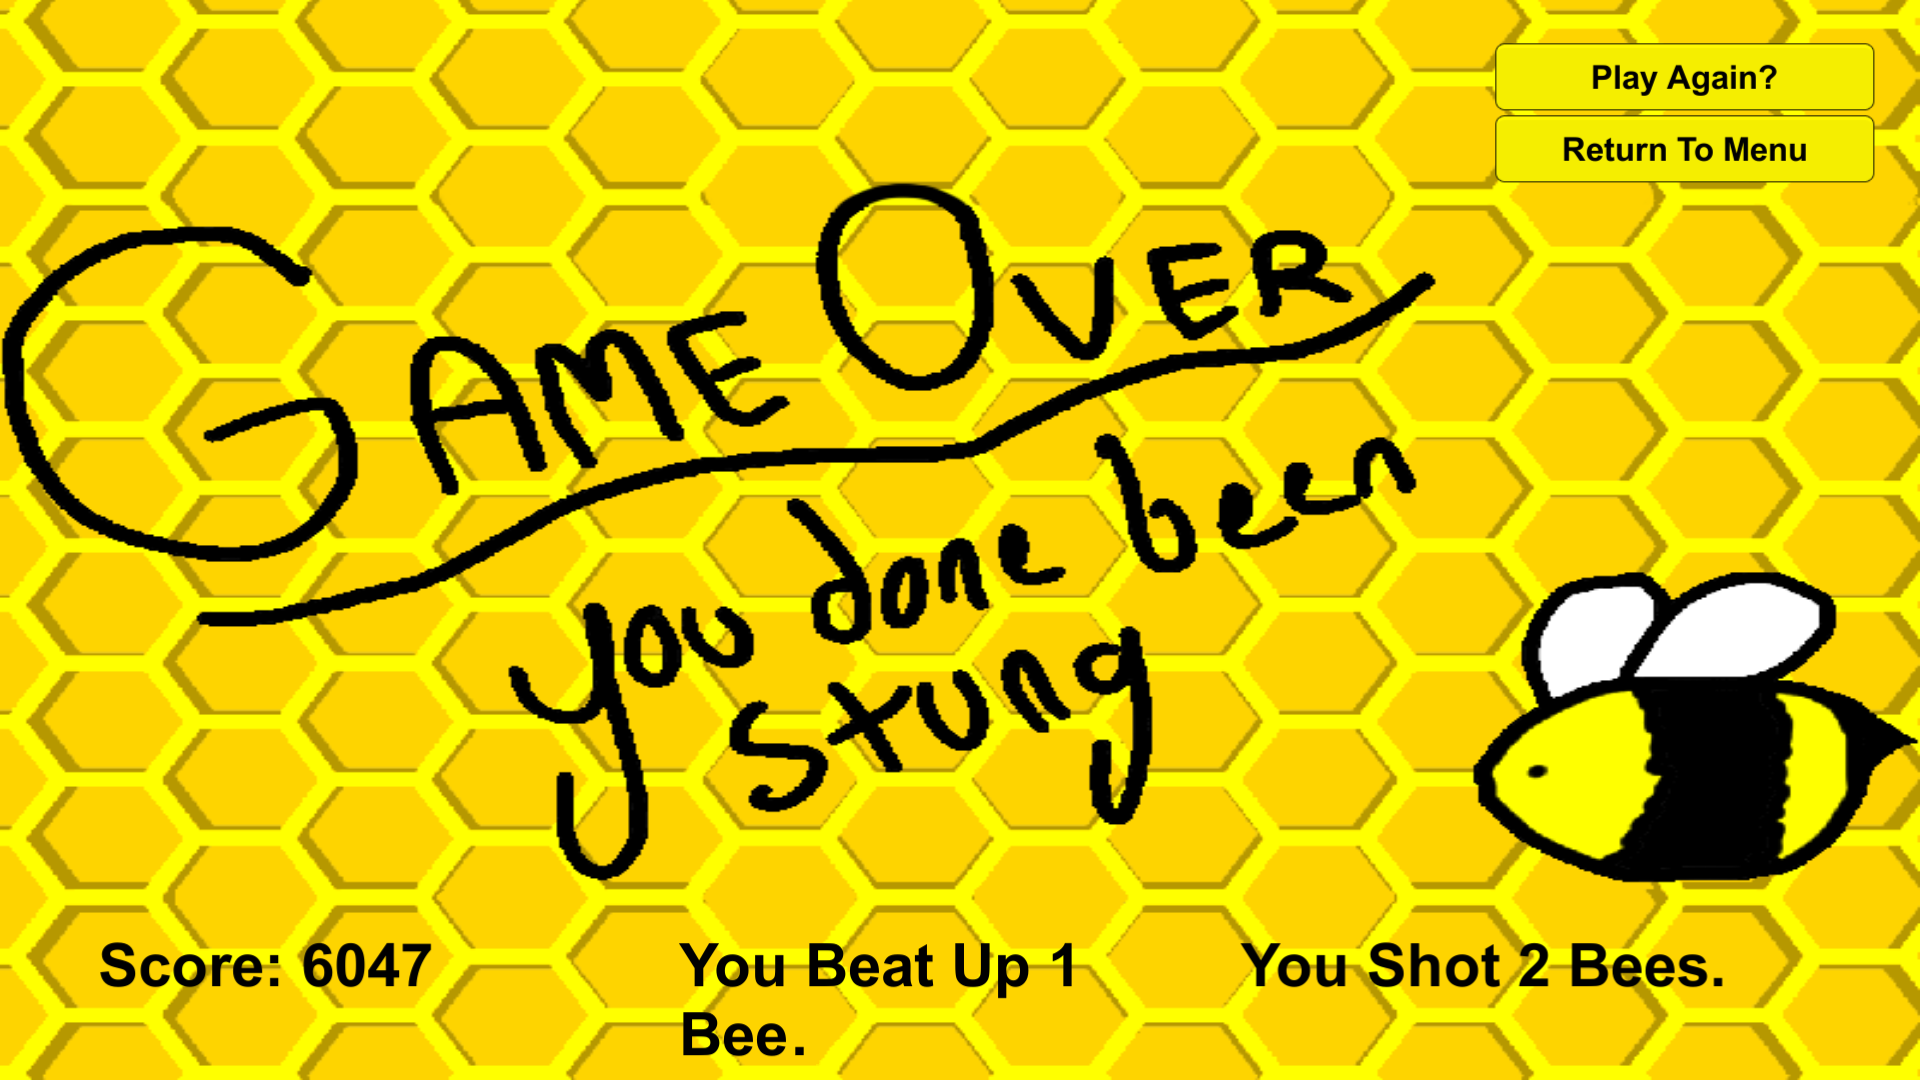 Play Again?
Return To Menu
GAME OVER
you done been
stung
Score: 6047
You Beat Up 1
Bee.
You Shot 2 Bees.